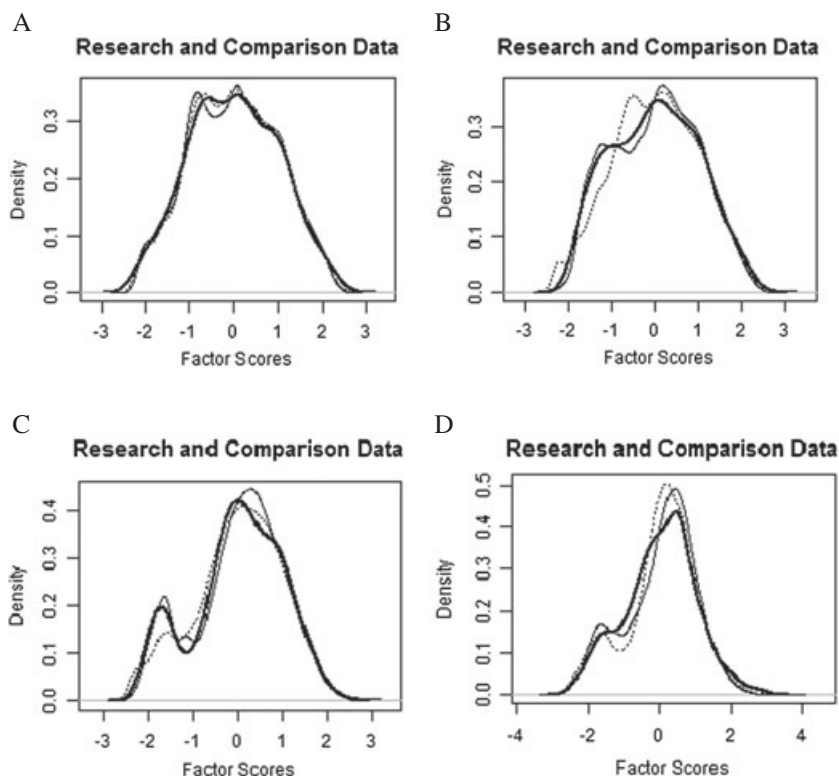 A
Research and Comparison Data
Density
0.0 0.1 0.2 0.3
-3 -2 -1 0 1 2 3
Factor Scores
B
Research and Comparison Data
Density
0.0 0.1 0.2 0.3
-3 -2 -1 0 1 2 3
Factor Scores
C
Research and Comparison Data
Density
0.0 0.1 0.2 0.3 0.4
-3 -2 -1 0 1 2 3
Factor Scores
D
Research and Comparison Data
Density
0.0 0.1 0.2 0.3 0.4 0.5
-4 -2 0 2 4
Factor Scores